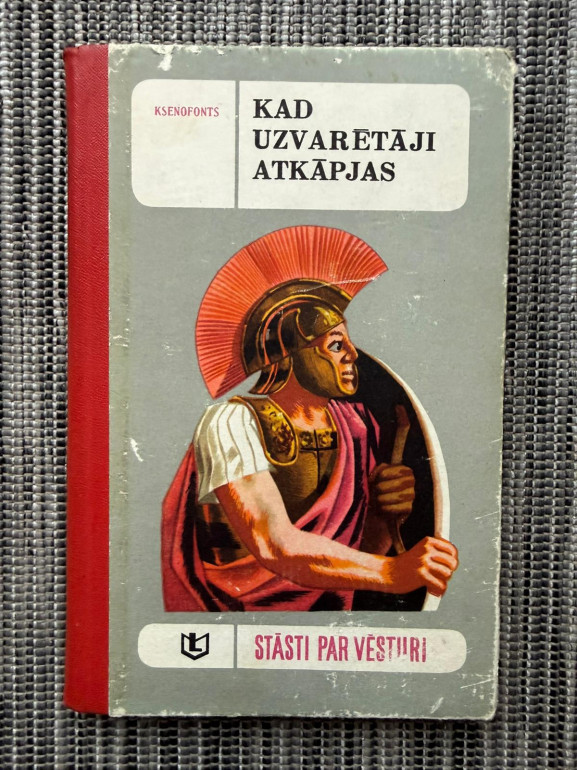 KSENOFONTS
KAD
UZVARĒTĀJI
ATKĀPJAS
STĀSTI PAR VĒSTURI